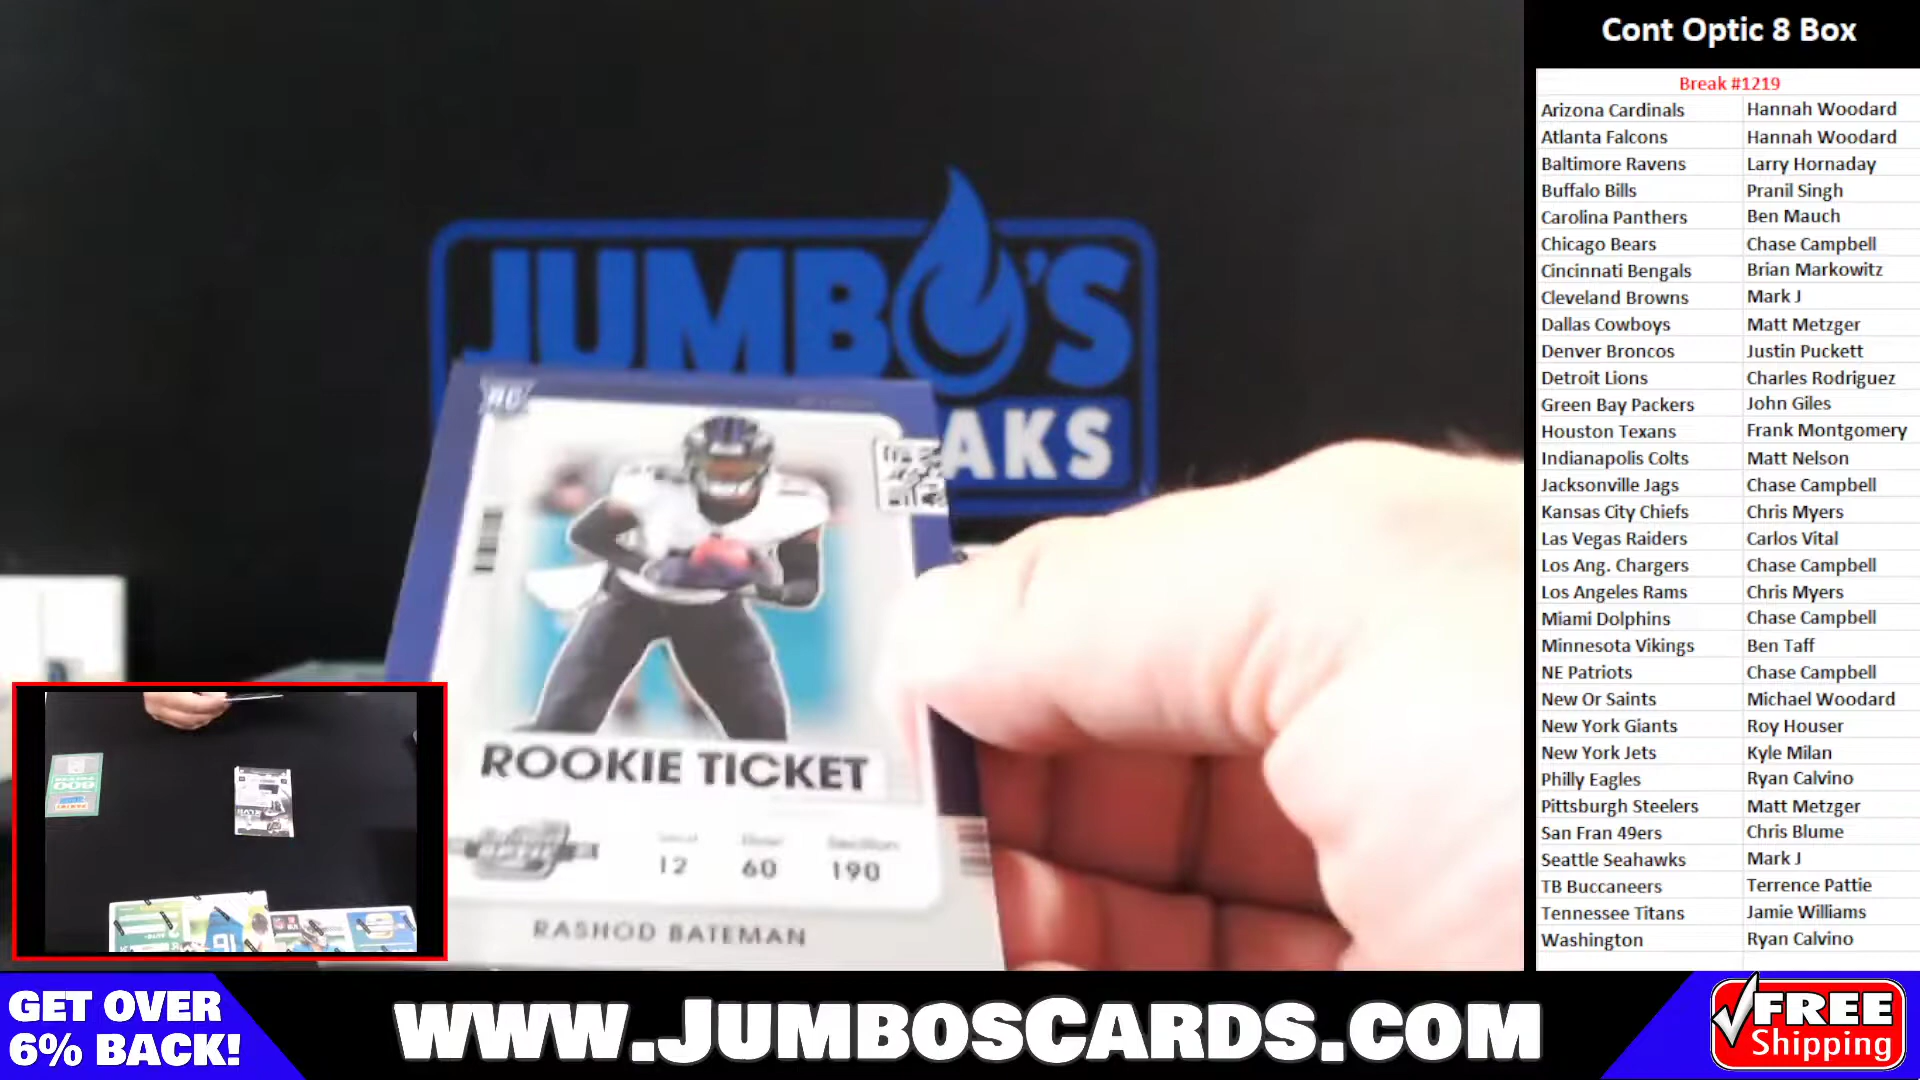 Cont Optic 8 Box
Break #1219
Arizona Cardinals Hannah Woodard
Atlanta Falcons Hannah Woodard
Baltimore Ravens Larry Hornaday
Buffalo Bills Pranil Singh
Carolina Panthers Ben Mauch
Chicago Bears Chase Campbell
Cincinnati Bengals Brian Markowitz
Cleveland Browns Mark J
Dallas Cowboys Matt Metzger
Denver Broncos Justin Puckett
Detroit Lions Charles Rodriguez
Green Bay Packers John Giles
Houston Texans Frank Montgomery
Indianapolis Colts Matt Nelson
Jacksonville Jags Chase Campbell
Kansas City Chiefs Chris Myers
Las Vegas Raiders Carlos Vital
Los Ang. Chargers Chase Campbell
Los Angeles Rams Chris Myers
Miami Dolphins Chase Campbell
Minnesota Vikings Ben Taff
NE Patriots Chase Campbell
New Or Saints Michael Woodard
New York Giants Roy Houser
New York Jets Kyle Milan
Philly Eagles Ryan Calvino
Pittsburgh Steelers Matt Metzger
San Fran 49ers Chris Blume
Seattle Seahawks Mark J
TB Buccaneers Terrence Pattie
Tennessee Titans Jamie Williams
Washington Ryan Calvino
JUMBO'S
AKS
RC
ROOKIE TICKET
12 60 190
RASHOD BATEMAN
GET OVER
6% BACK!
WWW.JUMBOSCARDS.COM
FREE
Shipping